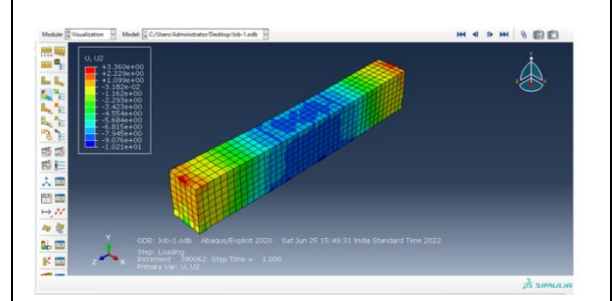 Module: Visualization Model: C:/Users/Administrator/Desktop/Job-1.odb
U, U2
+3.360e+00
+2.229e+00
+1.099e+00
-3.182e-02
-1.162e+00
-2.293e+00
-3.423e+00
-4.554e+00
-5.684e+00
-6.815e+00
-7.945e+00
-9.076e+00
-1.021e+01
Y
Z X
Y
Z X
ODB: Job-1.odb Abaqus/Explicit 2020 Sat Jun 25 15:49:31 India Standard Time 2022
Step: Loading
Increment 390062: Step Time = 1.000
Primary Var: U, U2
SIMULIA